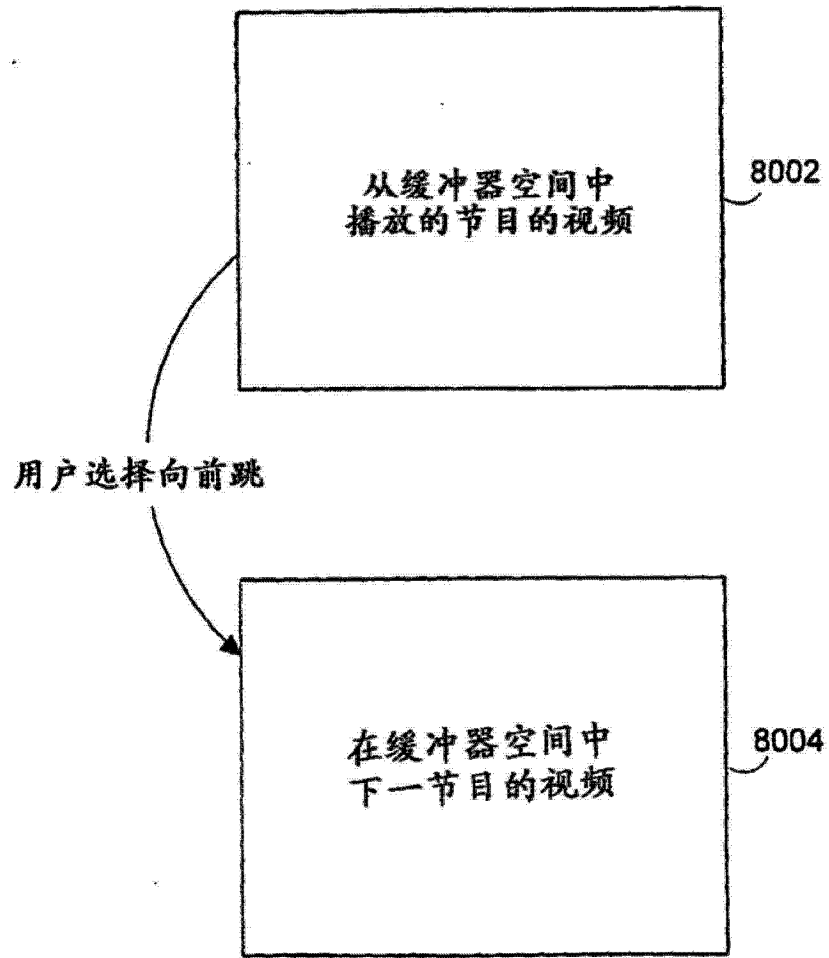 从缓冲器空间中
播放的节目的视频
8002
用户选择向前跳
在缓冲器空间中
下一节目的视频
8004